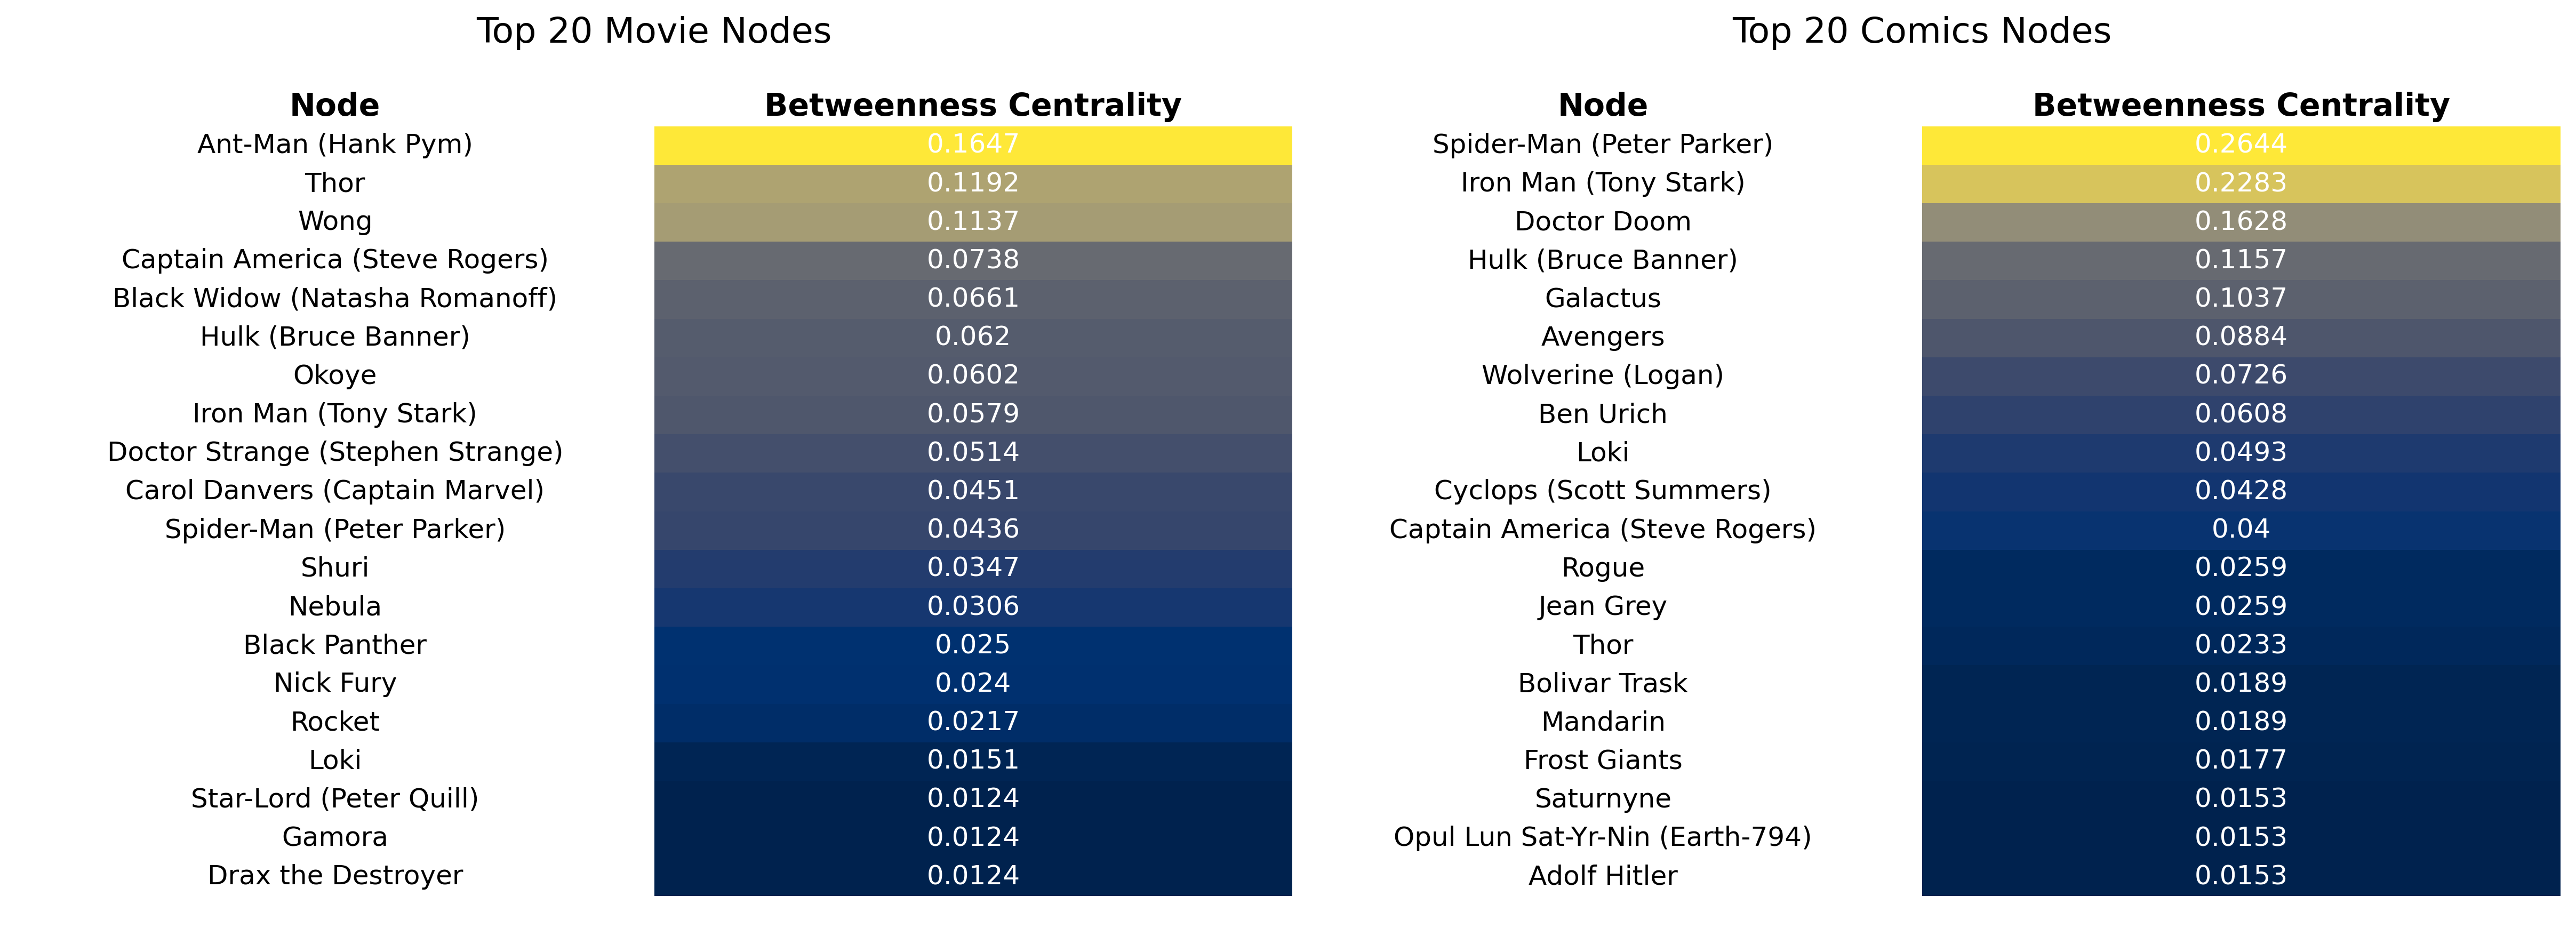 Top 20 Movie Nodes
Node Betweenness Centrality
Ant-Man (Hank Pym) 0.1647
Thor 0.1192
Wong 0.1137
Captain America (Steve Rogers) 0.0738
Black Widow (Natasha Romanoff) 0.0661
Hulk (Bruce Banner) 0.062
Okoye 0.0602
Iron Man (Tony Stark) 0.0579
Doctor Strange (Stephen Strange) 0.0514
Carol Danvers (Captain Marvel) 0.0451
Spider-Man (Peter Parker) 0.0436
Shuri 0.0347
Nebula 0.0306
Black Panther 0.025
Nick Fury 0.024
Rocket 0.0217
Loki 0.0151
Star-Lord (Peter Quill) 0.0124
Gamora 0.0124
Drax the Destroyer 0.0124
Top 20 Comics Nodes
Node Betweenness Centrality
Spider-Man (Peter Parker) 0.2644
Iron Man (Tony Stark) 0.2283
Doctor Doom 0.1628
Hulk (Bruce Banner) 0.1157
Galactus 0.1037
Avengers 0.0884
Wolverine (Logan) 0.0726
Ben Urich 0.0608
Loki 0.0493
Cyclops (Scott Summers) 0.0428
Captain America (Steve Rogers) 0.04
Rogue 0.0259
Jean Grey 0.0259
Thor 0.0233
Bolivar Trask 0.0189
Mandarin 0.0189
Frost Giants 0.0177
Saturnyne 0.0153
Opul Lun Sat-Yr-Nin (Earth-794) 0.0153
Adolf Hitler 0.0153